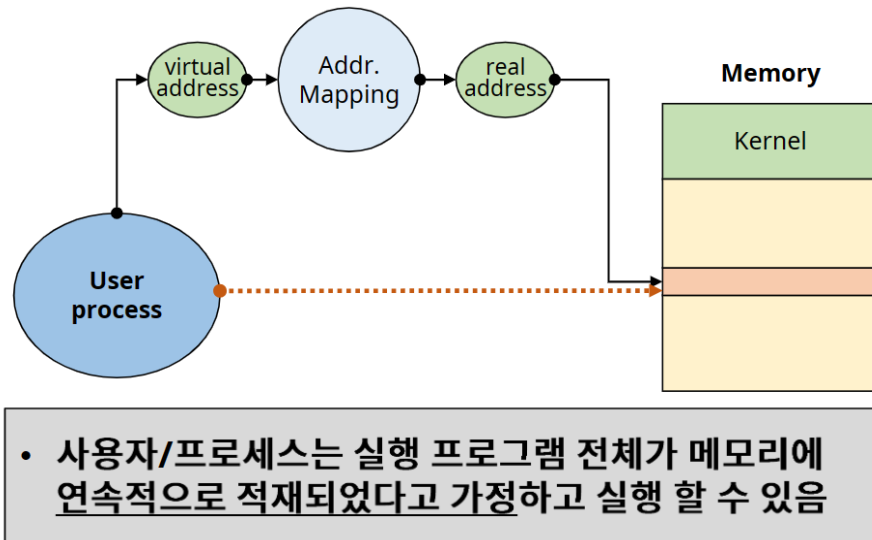 virtual
address
Addr.
Mapping
real
address
Memory
Kernel
User
process
• 사용자/프로세스는 실행 프로그램 전체가 메모리에
연속적으로 적재되었다고 가정하고 실행 할 수 있음